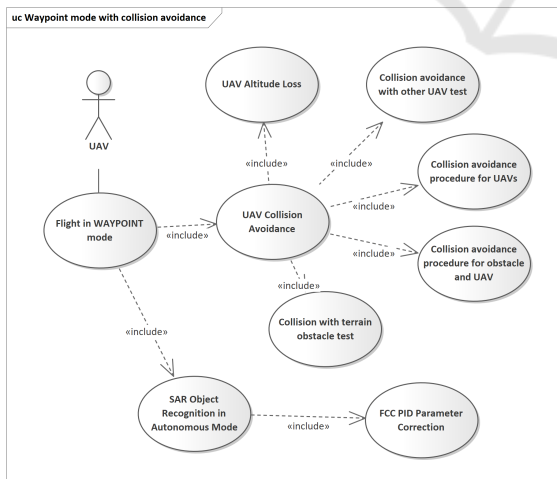 uc Waypoint mode with collision avoidance
UAV
UAV Altitude Loss
Collision avoidance
with other UAV test
«include»
«include»
Collision avoidance
procedure for UAVs
Flight in WAYPOINT
mode
«include»
UAV Collision
Avoidance
«include»
«include»
Collision avoidance
procedure for obstacle
and UAV
«include»
Collision with terrain
obstacle test
«include»
SAR Object
Recognition in
Autonomous Mode
«include»
FCC PID Parameter
Correction